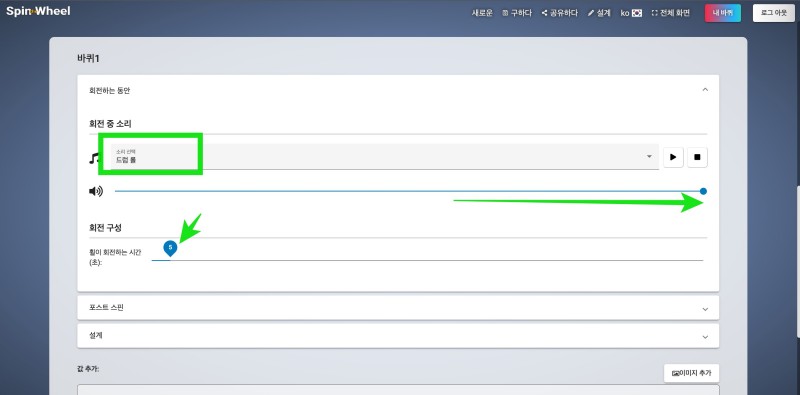 Spin Wheel
새로운 구하다 공유하다 설계 ko 전체 화면 내 바퀴 로그 아웃
바퀴1
회전하는 동안
회전 중 소리
소리 선택
드럼 롤
회전 구성
5
휠이 회전하는 시간
(초):
포스트 스핀
설계
값 추가:
이미지 추가